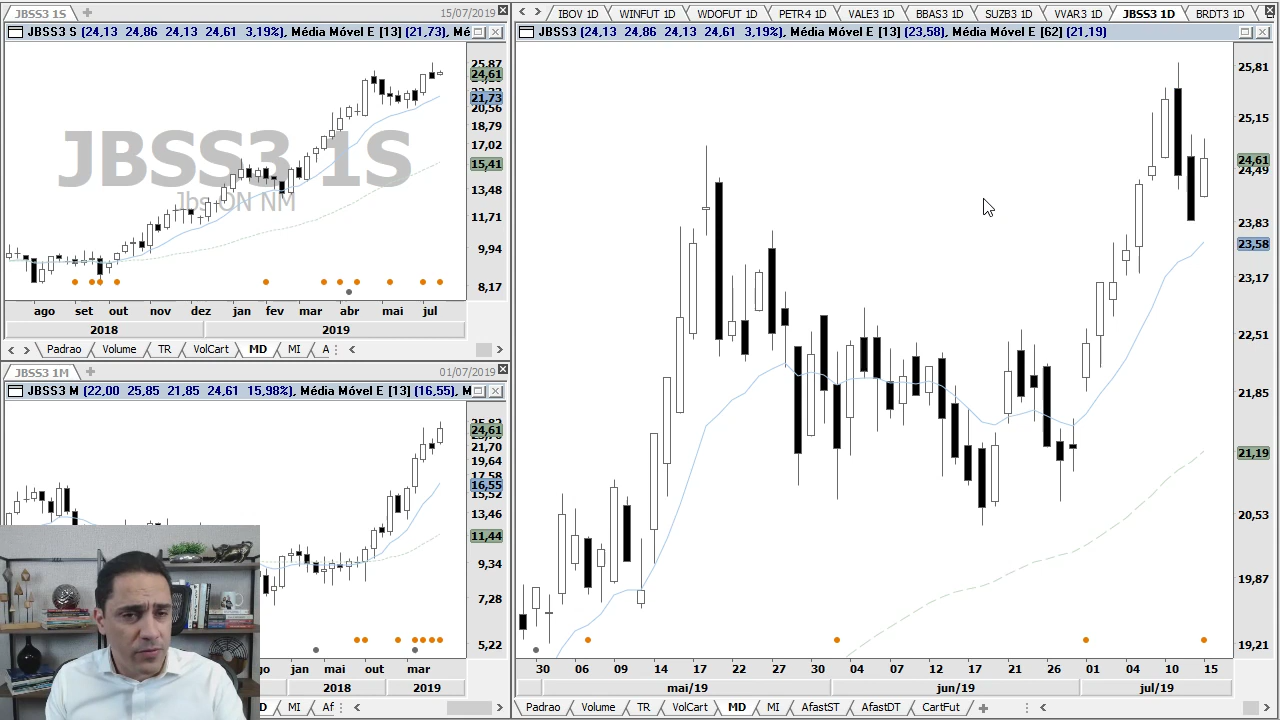 JBSS3 1S
15/07/2019
JBSS3 S (24,13 24,86 24,13 24,61 3,19%), Média Móvel E [13] (21,73), Mé
25,87
24,61
21,73
20,56
18,79
17,02
15,41
13,48
11,71
9,94
8,17
JBSS3 1S
Jbs ON NM
ago set out nov dez jan fev mar abr mai jul
2018 2019
Padrao Volume TR VolCart MD MI A
JBSS3 1M
01/07/2019
JBSS3 M (22,00 25,85 21,85 24,61 15,98%), Média Móvel E [13] (16,55), M
24,61
21,70
19,64
17,58
16,55
15,52
13,46
11,44
9,34
7,28
5,22
go jan mai out mar
2018 2019
D MI Af
IBOV 1D WINFUT 1D WDOFUT 1D PETR4 1D VALE3 1D BBAS3 1D SUZB3 1D VVAR3 1D JBSS3 1D BRDT3 1D
JBSS3 (24,13 24,86 24,13 24,61 3,19%), Média Móvel E [13] (23,58), Média Móvel E [62] (21,19)
25,81
25,15
24,61
24,49
23,83
23,58
23,17
22,51
21,85
21,19
20,53
19,87
19,21
30 06 09 14 17 22 27 30 04 07 12 17 21 26 01 04 10 15
mai/19 jun/19 jul/19
Padrao Volume TR VolCart MD MI AfastST AfastDT CartFut